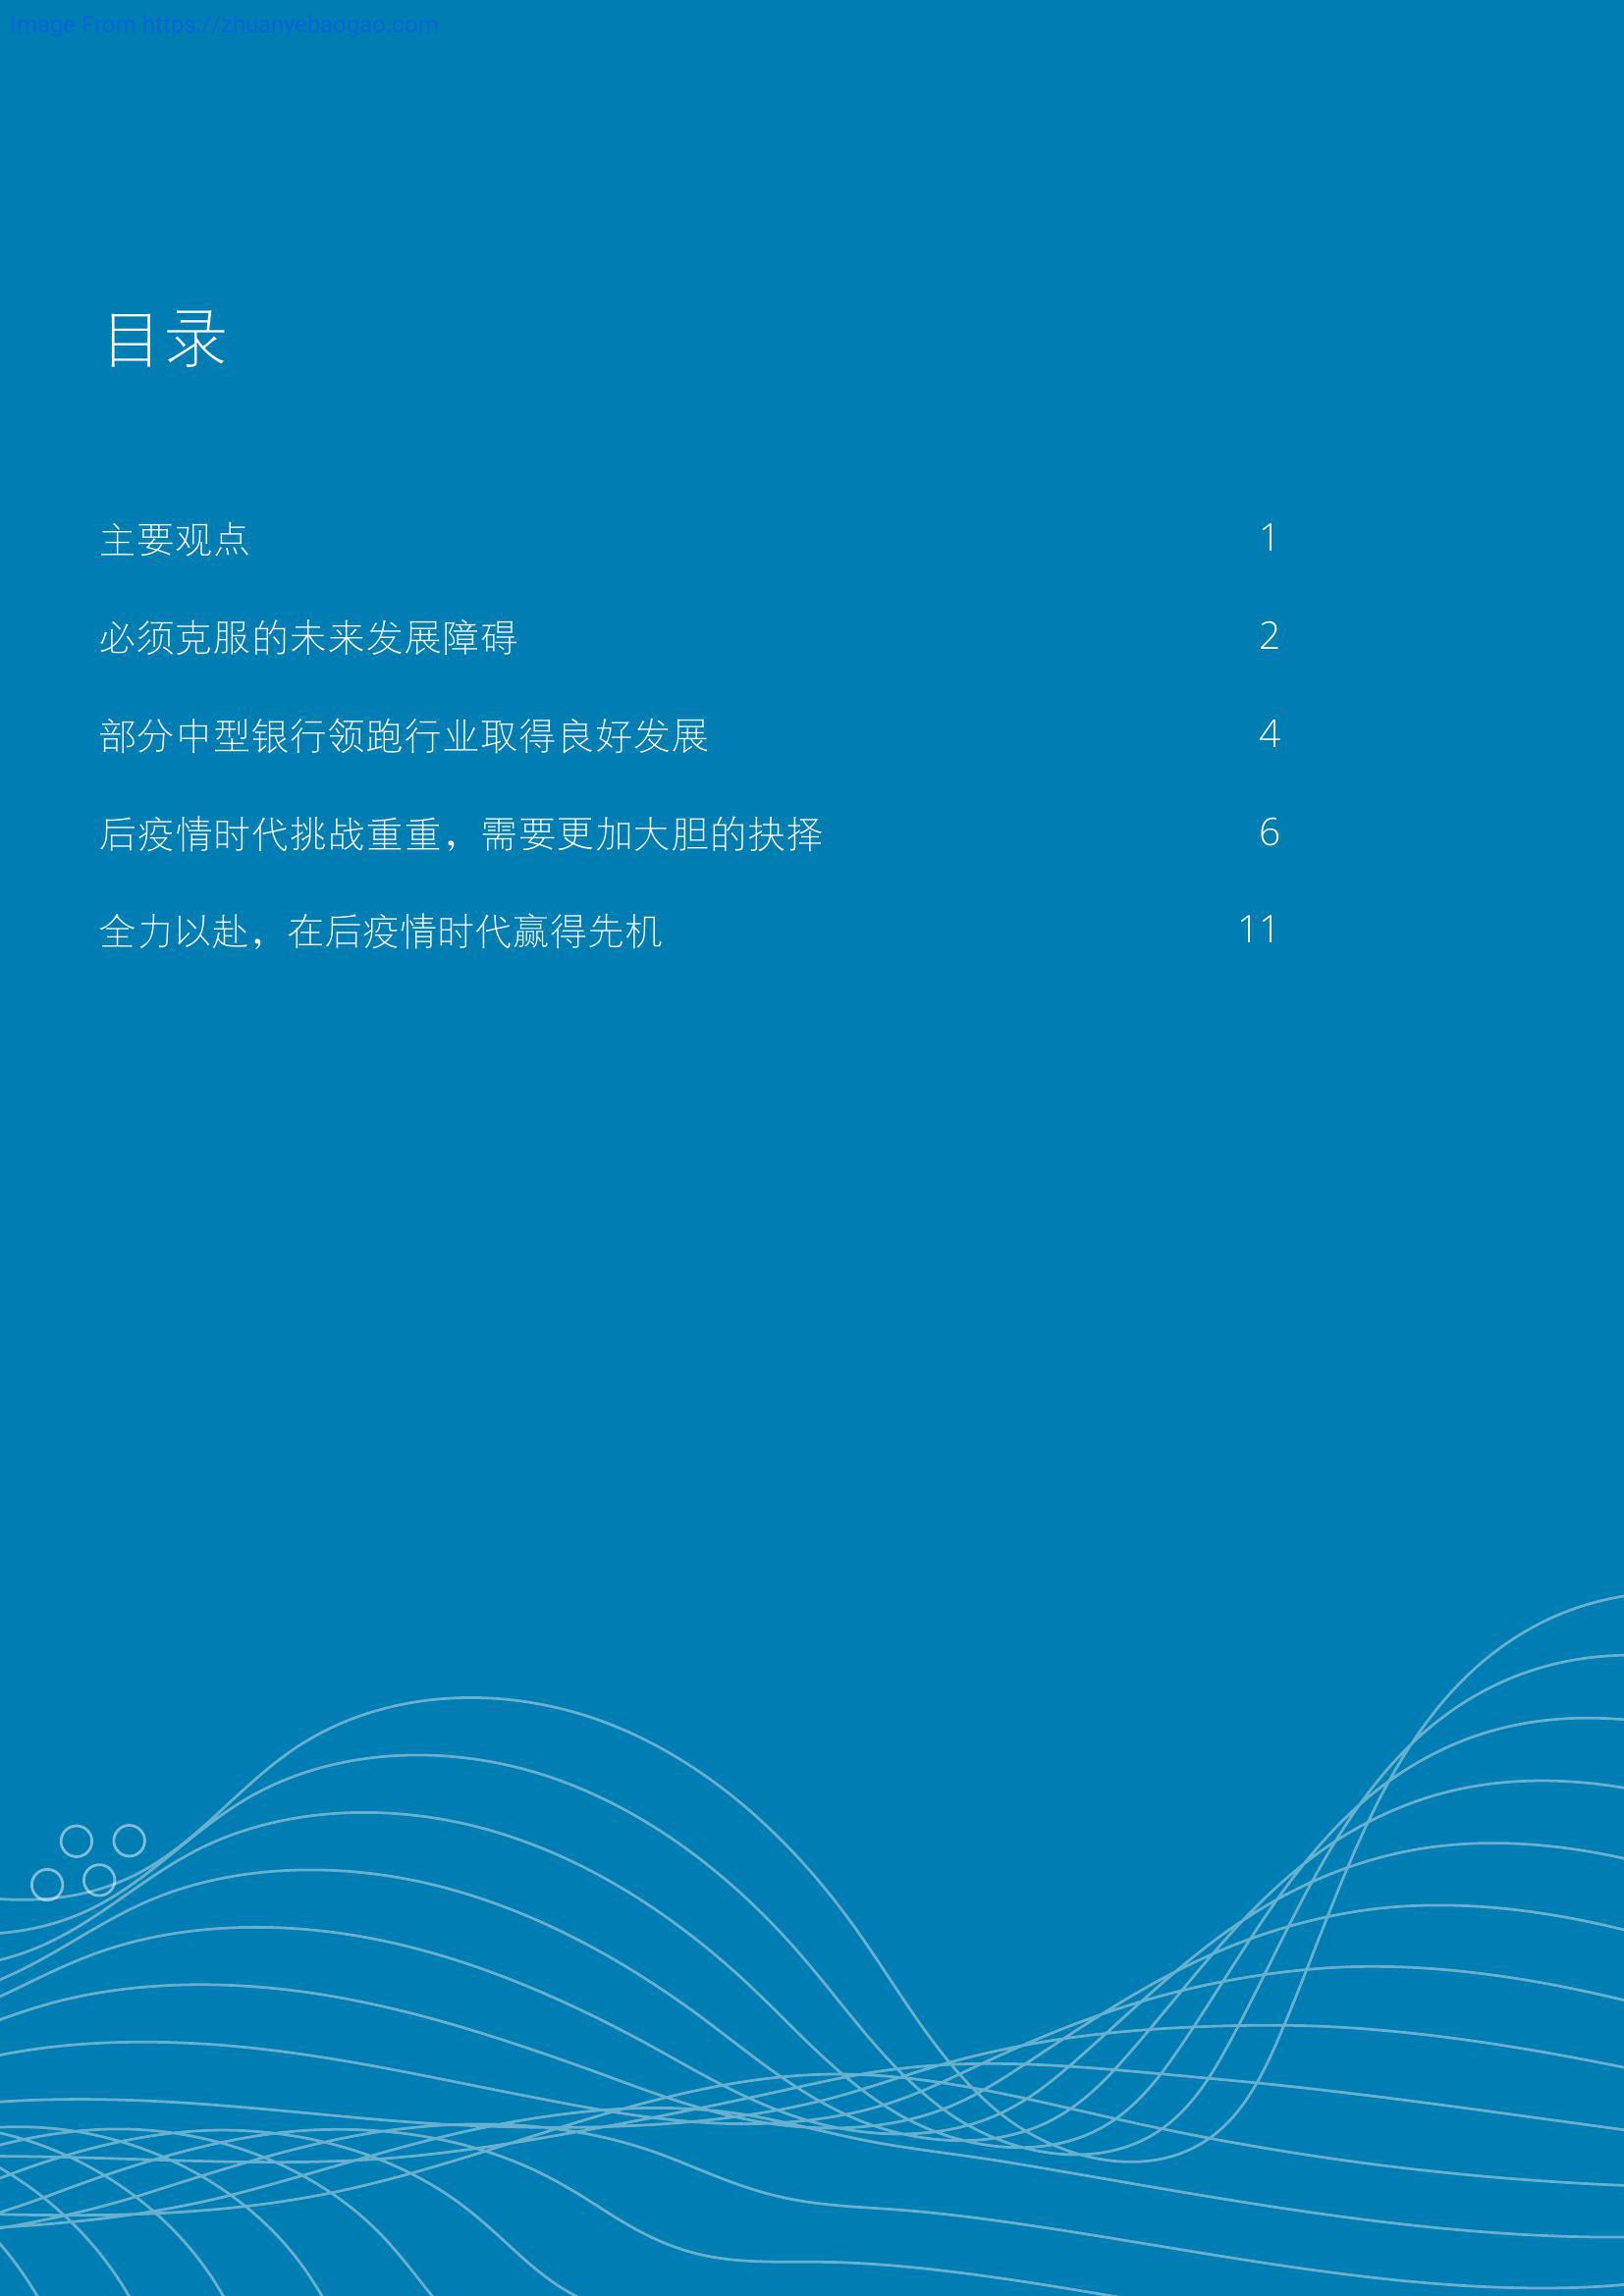 Image From https://zhuanyebaogao.com
目录
主要观点 1
必须克服的未来发展障碍 2
部分中型银行领跑行业取得良好发展 4
后疫情时代挑战重重，需要更加大胆的抉择 6
全力以赴，在后疫情时代赢得先机 11